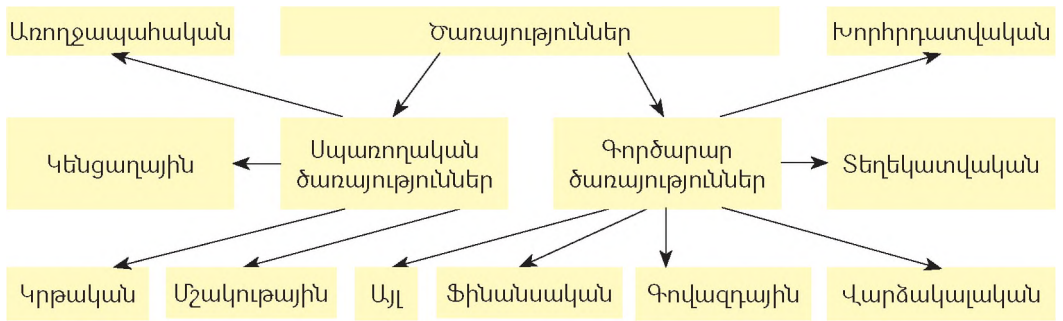 Առողջապահական
Ծառայություններ
Խորհրդատվական
Կենցաղային
Սպառողական
ծառայություններ
Գործարար
ծառայություններ
Տեղեկատվական
Կրթական
Մշակութային
Այլ
Ֆինանսական
Գովազդային
Վարձակալական